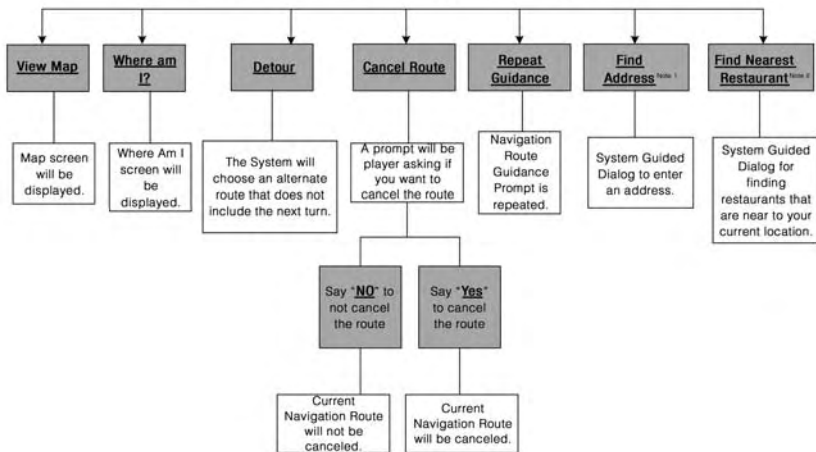 View Map
Where am
I?
Detour
Cancel Route
Repeat
Guidance
Find
Address Note 1
Find Nearest
Restaurant Note 2
Map screen
will be
displayed.
Where Am I
screen will
be
displayed.
The System will
choose an alternate
route that does not
include the next turn.
A prompt will be
player asking if
you want to
cancel the route
Navigation
Route
Guidance
Prompt is
repeated.
System Guided
Dialog to enter
an address.
System Guided
Dialog for
finding
restaurants that
are near to your
current location.
Say "NO" to
not cancel
the route
Say "Yes"
to cancel
the route
Current
Navigation Route
will not be
canceled.
Current
Navigation Route
will be canceled.